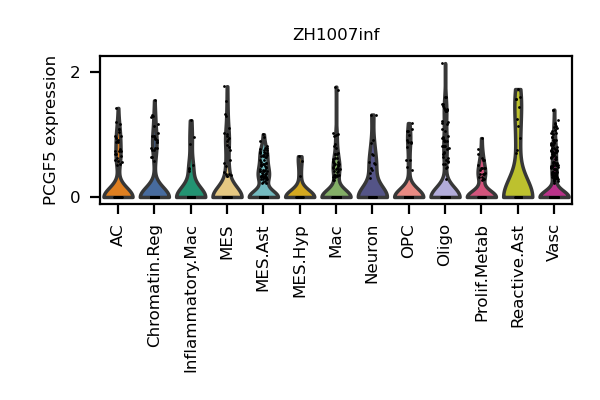 ZH1007inf
PCGF5 expression
2
0
AC
Chromatin.Reg
Inflammatory.Mac
MES
MES.Ast
MES.Hyp
Mac
Neuron
OPC
Oligo
Prolif.Metab
Reactive.Ast
Vasc